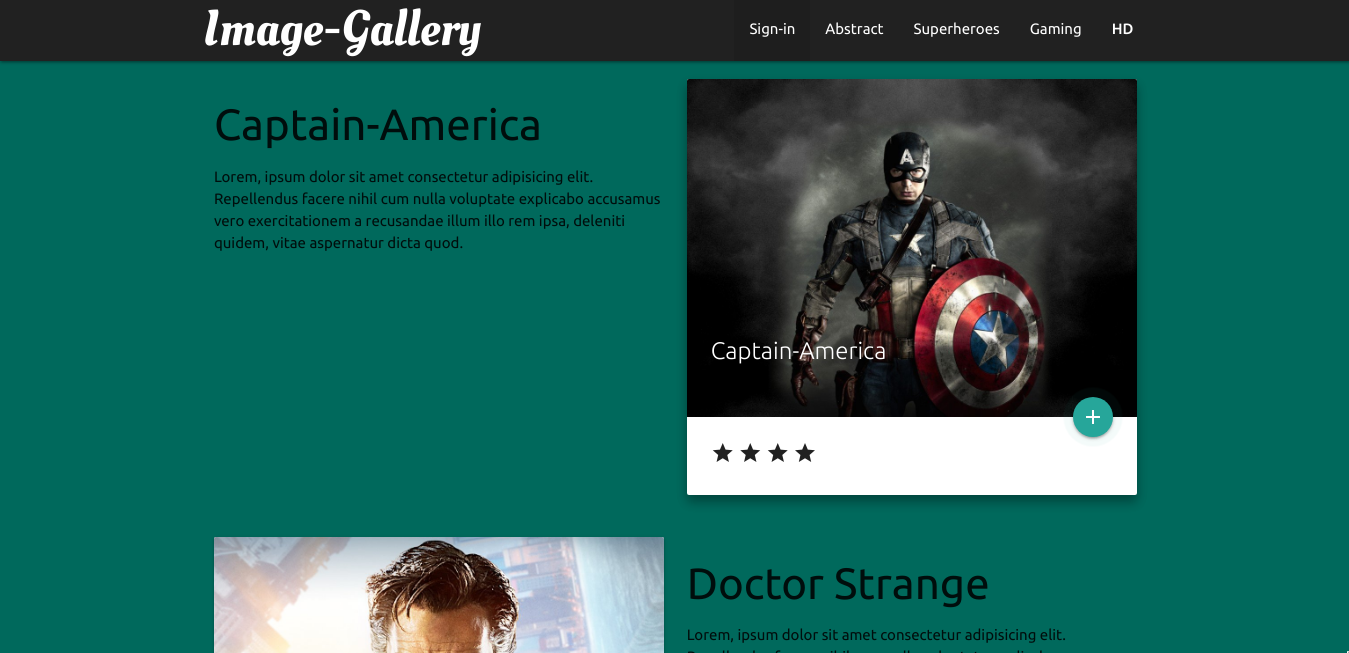 Image-Gallery
Sign-in Abstract Superheroes Gaming HD
Captain-America
Lorem, ipsum dolor sit amet consectetur adipisicing elit.
Repellendus facere nihil cum nulla voluptate explicabo accusamus
vero exercitationem a recusandae illum illo rem ipsa, deleniti
quidem, vitae aspernatur dicta quod.
A
Captain-America
+
Doctor Strange
Lorem, ipsum dolor sit amet consectetur adipisicing elit.